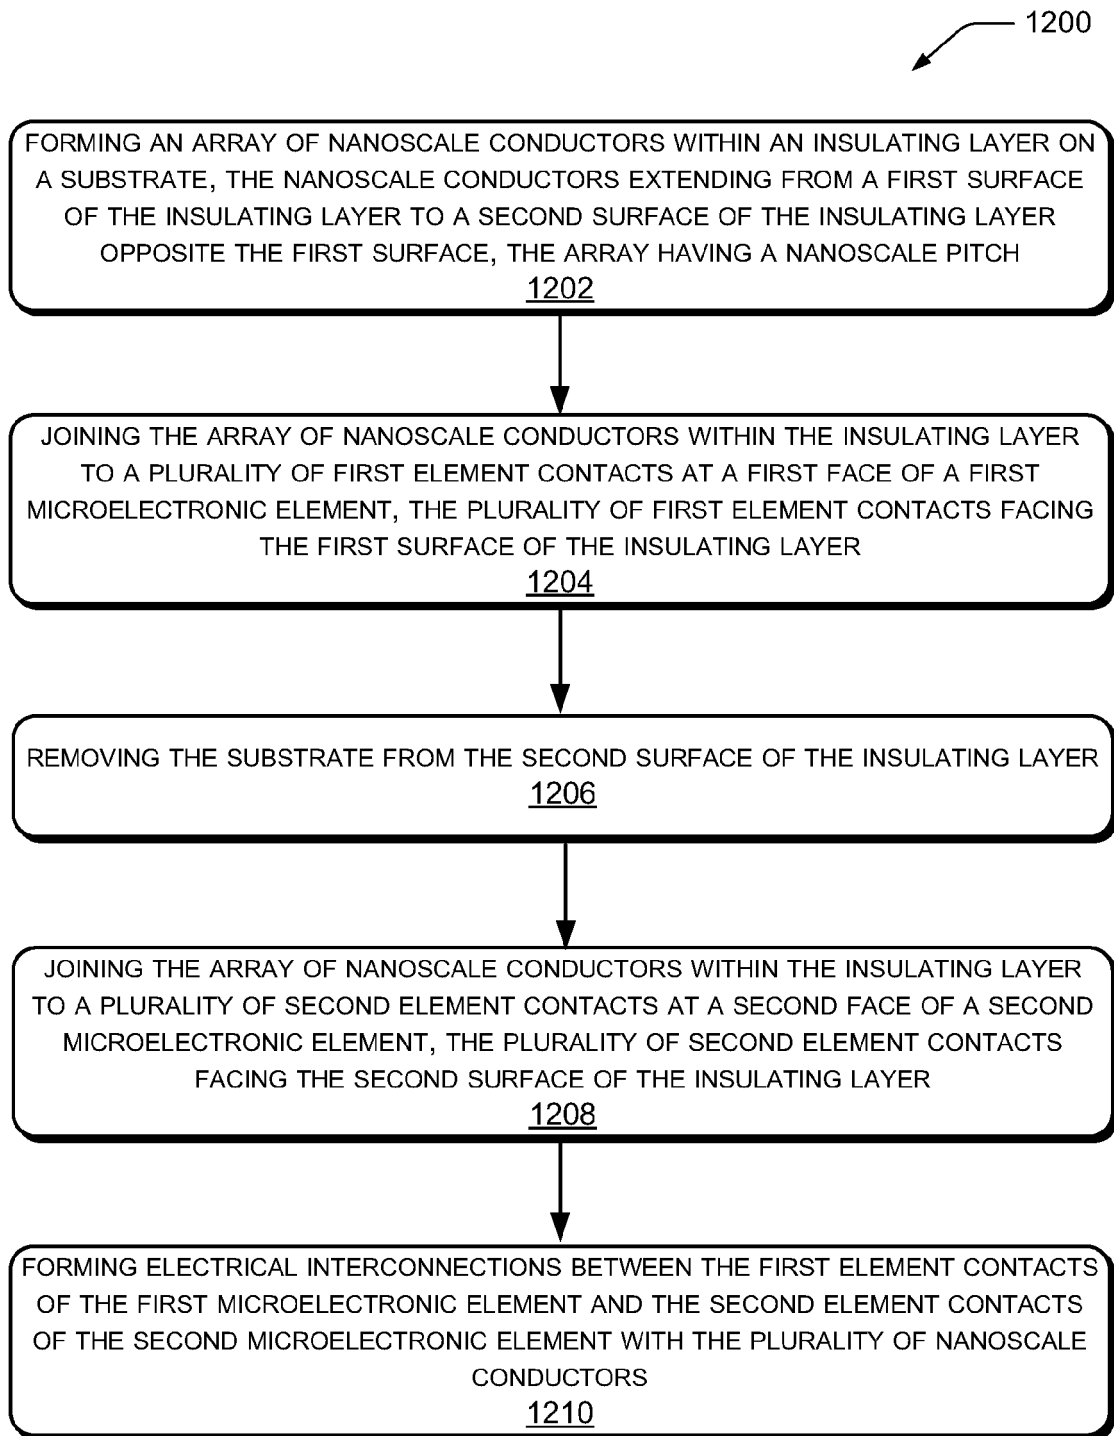 1200
FORMING AN ARRAY OF NANOSCALE CONDUCTORS WITHIN AN INSULATING LAYER ON
A SUBSTRATE, THE NANOSCALE CONDUCTORS EXTENDING FROM A FIRST SURFACE
OF THE INSULATING LAYER TO A SECOND SURFACE OF THE INSULATING LAYER
OPPOSITE THE FIRST SURFACE, THE ARRAY HAVING A NANOSCALE PITCH
1202
JOINING THE ARRAY OF NANOSCALE CONDUCTORS WITHIN THE INSULATING LAYER
TO A PLURALITY OF FIRST ELEMENT CONTACTS AT A FIRST FACE OF A FIRST
MICROELECTRONIC ELEMENT, THE PLURALITY OF FIRST ELEMENT CONTACTS FACING
THE FIRST SURFACE OF THE INSULATING LAYER
1204
REMOVING THE SUBSTRATE FROM THE SECOND SURFACE OF THE INSULATING LAYER
1206
JOINING THE ARRAY OF NANOSCALE CONDUCTORS WITHIN THE INSULATING LAYER
TO A PLURALITY OF SECOND ELEMENT CONTACTS AT A SECOND FACE OF A SECOND
MICROELECTRONIC ELEMENT, THE PLURALITY OF SECOND ELEMENT CONTACTS
FACING THE SECOND SURFACE OF THE INSULATING LAYER
1208
FORMING ELECTRICAL INTERCONNECTIONS BETWEEN THE FIRST ELEMENT CONTACTS
OF THE FIRST MICROELECTRONIC ELEMENT AND THE SECOND ELEMENT CONTACTS
OF THE SECOND MICROELECTRONIC ELEMENT WITH THE PLURALITY OF NANOSCALE
CONDUCTORS
1210